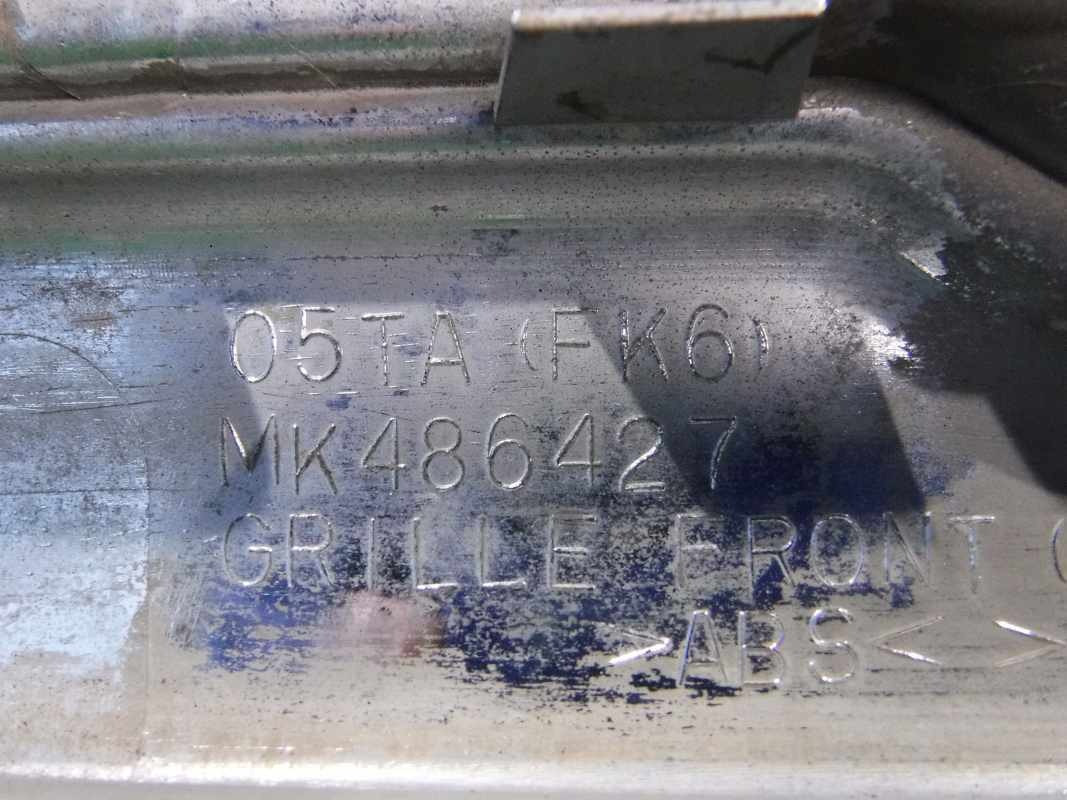 05TA (FK6)
MK486427
GRILLE FRONT
>ABS<